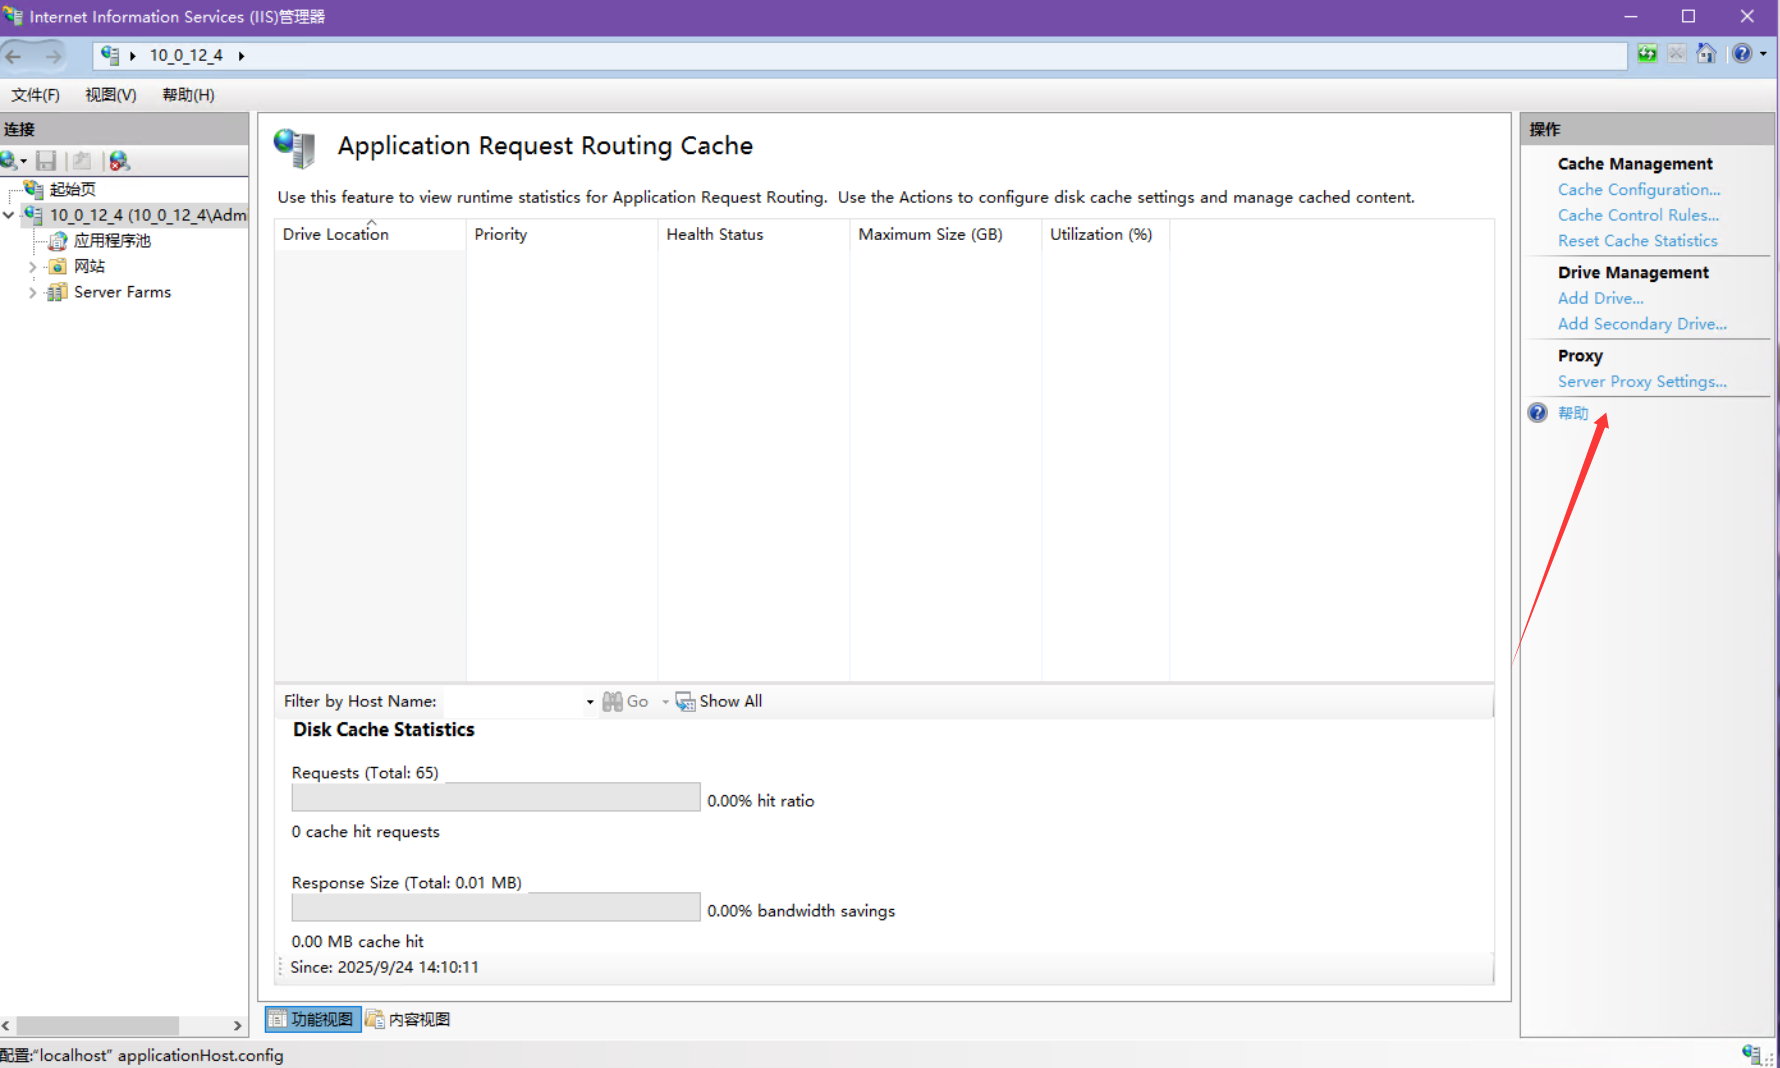 Internet Information Services (IIS)管理器
10_0_12_4
文件(F) 视图(V) 帮助(H)
连接
起始页
10_0_12_4 (10_0_12_4\Admi
应用程序池
网站
Server Farms
Application Request Routing Cache
Use this feature to view runtime statistics for Application Request Routing. Use the Actions to configure disk cache settings and manage cached content.
Drive Location Priority Health Status Maximum Size (GB) Utilization (%)
Filter by Host Name: Go Show All
Disk Cache Statistics
Requests (Total: 65)
0.00% hit ratio
0 cache hit requests
Response Size (Total: 0.01 MB)
0.00% bandwidth savings
0.00 MB cache hit
Since: 2025/9/24 14:10:11
功能视图 内容视图
操作
Cache Management
Cache Configuration...
Cache Control Rules...
Reset Cache Statistics
Drive Management
Add Drive...
Add Secondary Drive...
Proxy
Server Proxy Settings...
帮助
配置:“localhost” applicationHost.config